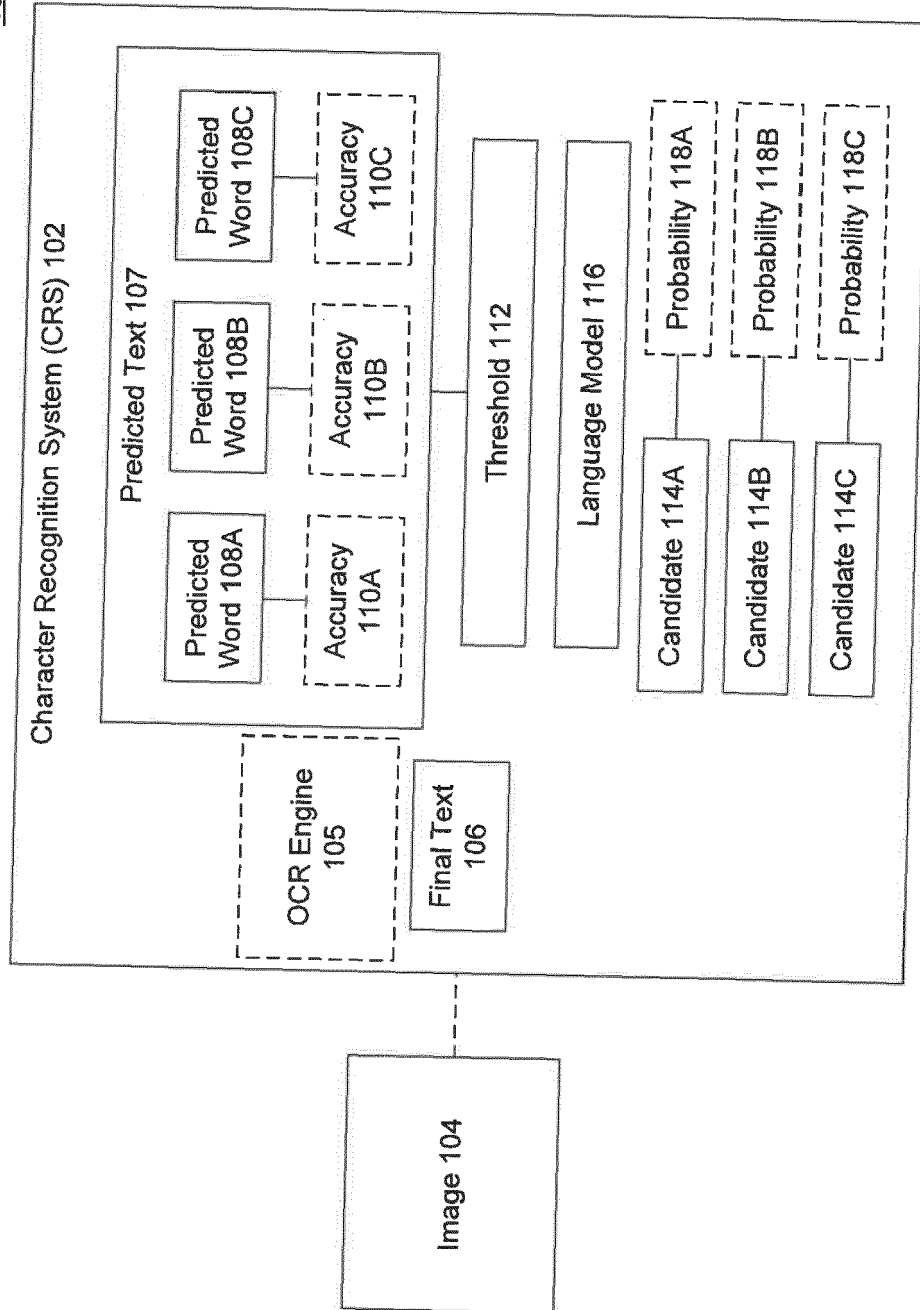 Character Recognition System (CRS) 102
Predicted Text 107
Predicted
Word 108A
Predicted
Word 108B
Predicted
Word 108C
Accuracy
110A
Accuracy
110B
Accuracy
110C
OCR Engine
105
Final Text
106
Threshold 112
Language Model 116
Candidate 114A
Probability 118A
Candidate 114B
Probability 118B
Candidate 114C
Probability 118C
Image 104